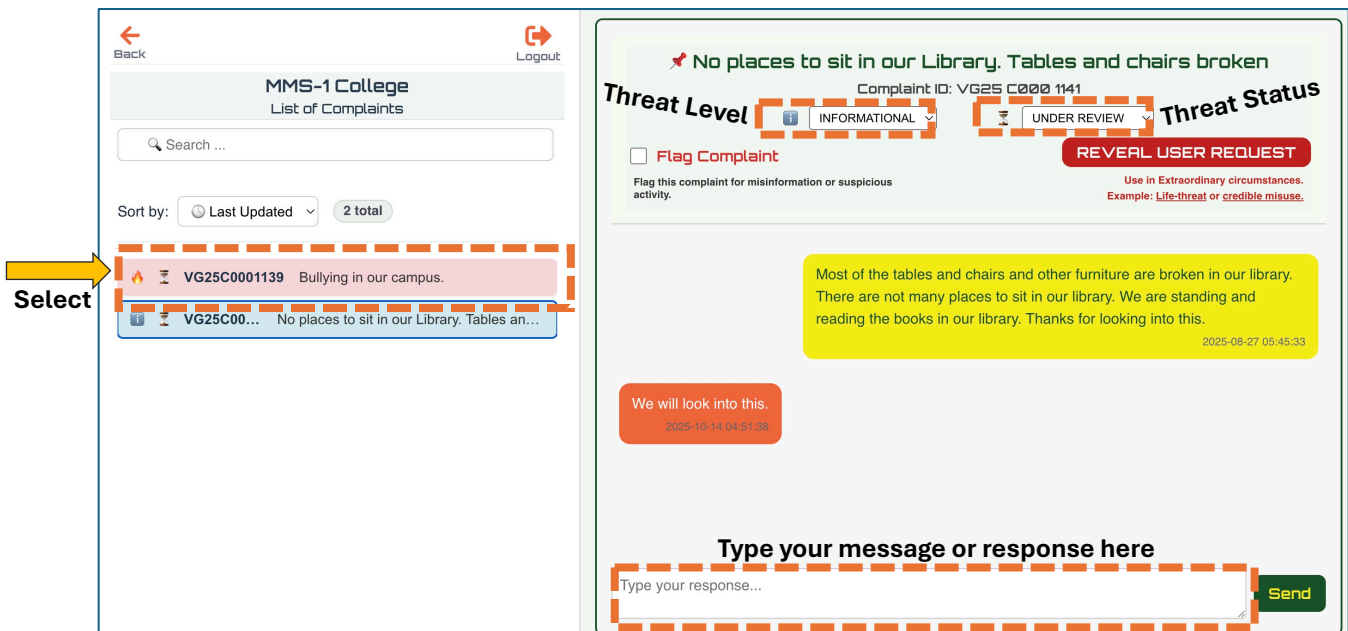 Back
Logout
MMS-1 College
List of Complaints
Search ...
Sort by:
Last Updated
2 total
Select
VG25C0001139 Bullying in our campus.
VG25C00... No places to sit in our Library. Tables an...
No places to sit in our Library. Tables and chairs broken
Complaint ID: VG25 C000 1141
Threat Level
INFORMATIONAL
UNDER REVIEW
Threat Status
Flag Complaint
Flag this complaint for misinformation or suspicious
activity.
REVEAL USER REQUEST
Use in Extraordinary circumstances.
Example: Life-threat or credible misuse.
Most of the tables and chairs and other furniture are broken in our library.
There are not many places to sit in our library. We are standing and
reading the books in our library. Thanks for looking into this.
2025-08-27 05:45:33
We will look into this.
2025-10-14 04:51:38
Type your message or response here
Type your response...
Send